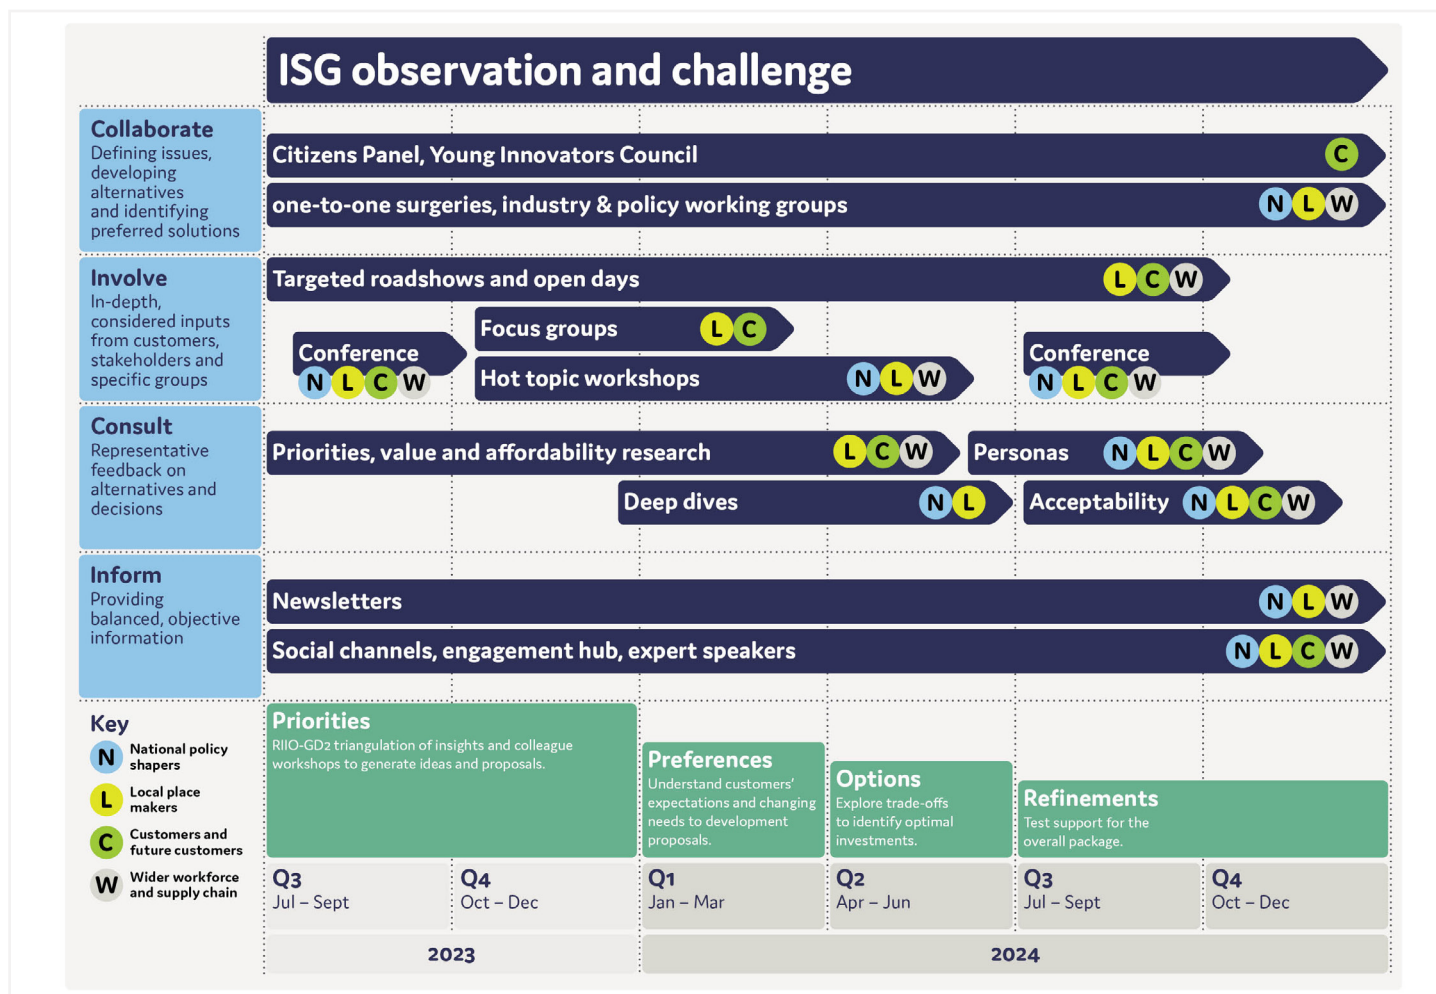 ISG observation and challenge
Collaborate
Defining issues,
developing
alternatives
and identifying
preferred solutions
Citizens Panel, Young Innovators Council
C
one-to-one surgeries, industry & policy working groups
N L W
Involve
In-depth,
considered inputs
from customers,
stakeholders and
specific groups
Targeted roadshows and open days
L C W
Focus groups
L C
Conference
N L C W
Hot topic workshops
N L W
Conference
N L C W
Consult
Representative
feedback on
alternatives and
decisions
Priorities, value and affordability research
L C W
Personas
N L C W
Deep dives
N L
Acceptability
N L C W
Inform
Providing
balanced, objective
information
Newsletters
N L W
Social channels, engagement hub, expert speakers
N L C W
Key
N
National policy
shapers
L
Local place
makers
C
Customers and
future customers
W
Wider workforce
and supply chain
Priorities
RIIO-GD2 triangulation of insights and colleague
workshops to generate ideas and proposals.
Preferences
Understand customers’
expectations and changing
needs to development
proposals.
Options
Explore trade-offs
to identify optimal
investments.
Refinements
Test support for the
overall package.
Q3
Jul – Sept
Q4
Oct – Dec
Q1
Jan – Mar
Q2
Apr – Jun
Q3
Jul – Sept
Q4
Oct – Dec
2023
2024